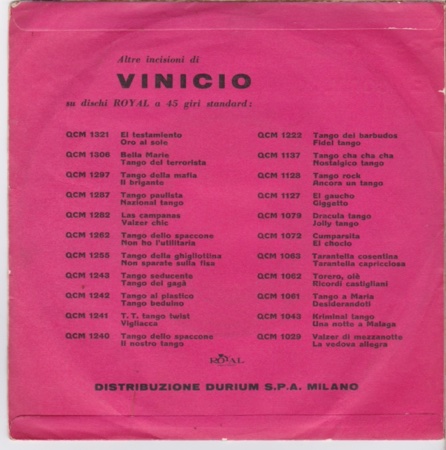 Altre incisioni di
VINICIO
su dischi ROYAL a 45 giri standard:
QCM 1321 El testamiento
Oro al sole
QCM 1306 Bella Maria
Tango del terrorista
QCM 1297 Tango della mafia
Il brigante
QCM 1287 Tango paulista
Nazional tango
QCM 1282 Las campanas
Valzer chic
QCM 1262 Tango dello spaccone
Non ho l'utilitaria
QCM 1255 Tango della ghigliottina
Non sparate sulla fisa
QCM 1243 Tango seducente
Tango del gagà
QCM 1242 Tango al plastico
Tango beduino
QCM 1241 T. T. tango twist
Vigliacca
QCM 1240 Tango dello spaccone
Il nostro tango
QCM 1222 Tango dei barbudos
Fidel tango
QCM 1137 Tango cha cha cha
Nostalgico tango
QCM 1128 Tango rock
Ancora un tango
QCM 1127 El gaucho
Gigetto
QCM 1079 Dracula tango
Jolly tango
QCM 1072 Cumparsita
El choclo
QCM 1063 Tarantella cosentina
Tarantella capricciosa
QCM 1062 Torero, olè
Ricordi castigliani
QCM 1061 Tango a Maria
Desiderandoti
QCM 1043 Kriminal tango
Una notte a Malaga
QCM 1029 Valzer di mezzanotte
La vedova allegra
ROYAL
DISTRIBUZIONE DURIUM S.P.A. MILANO